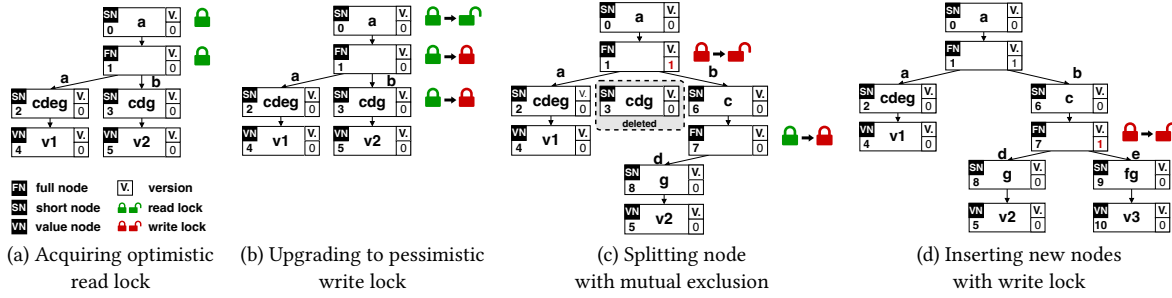 SN a V.
0 0
FN V.
1 0
a b
SN cdeg V. SN cdg V.
2 0 3 0
VN v1 V. VN v2 V.
4 0 5 0
FN full node V. version
SN short node read lock
VN value node write lock
(a) Acquiring optimistic
read lock
SN a V.
0 0
FN V.
1 0
a b
SN cdeg V. SN cdg V.
2 0 3 0
VN v1 V. VN v2 V.
4 0 5 0
(b) Upgrading to pessimistic
write lock
SN a V.
0 0
FN V.
1 1
a b
SN cdeg V. SN cdg V. SN c V.
2 0 3 0 6 0
deleted
VN v1 V. FN V.
4 0 7 0
d
SN g V.
8 0
VN v2 V.
5 0
(c) Splitting node
with mutual exclusion
SN a V.
0 0
FN V.
1 1
a b
SN cdeg V. SN c V.
2 0 6 0
VN v1 V. FN V.
4 0 7 1
d e
SN g V. SN fg V.
8 0 9 0
VN v2 V. VN v3 V.
5 0 10 0
(d) Inserting new nodes
with write lock